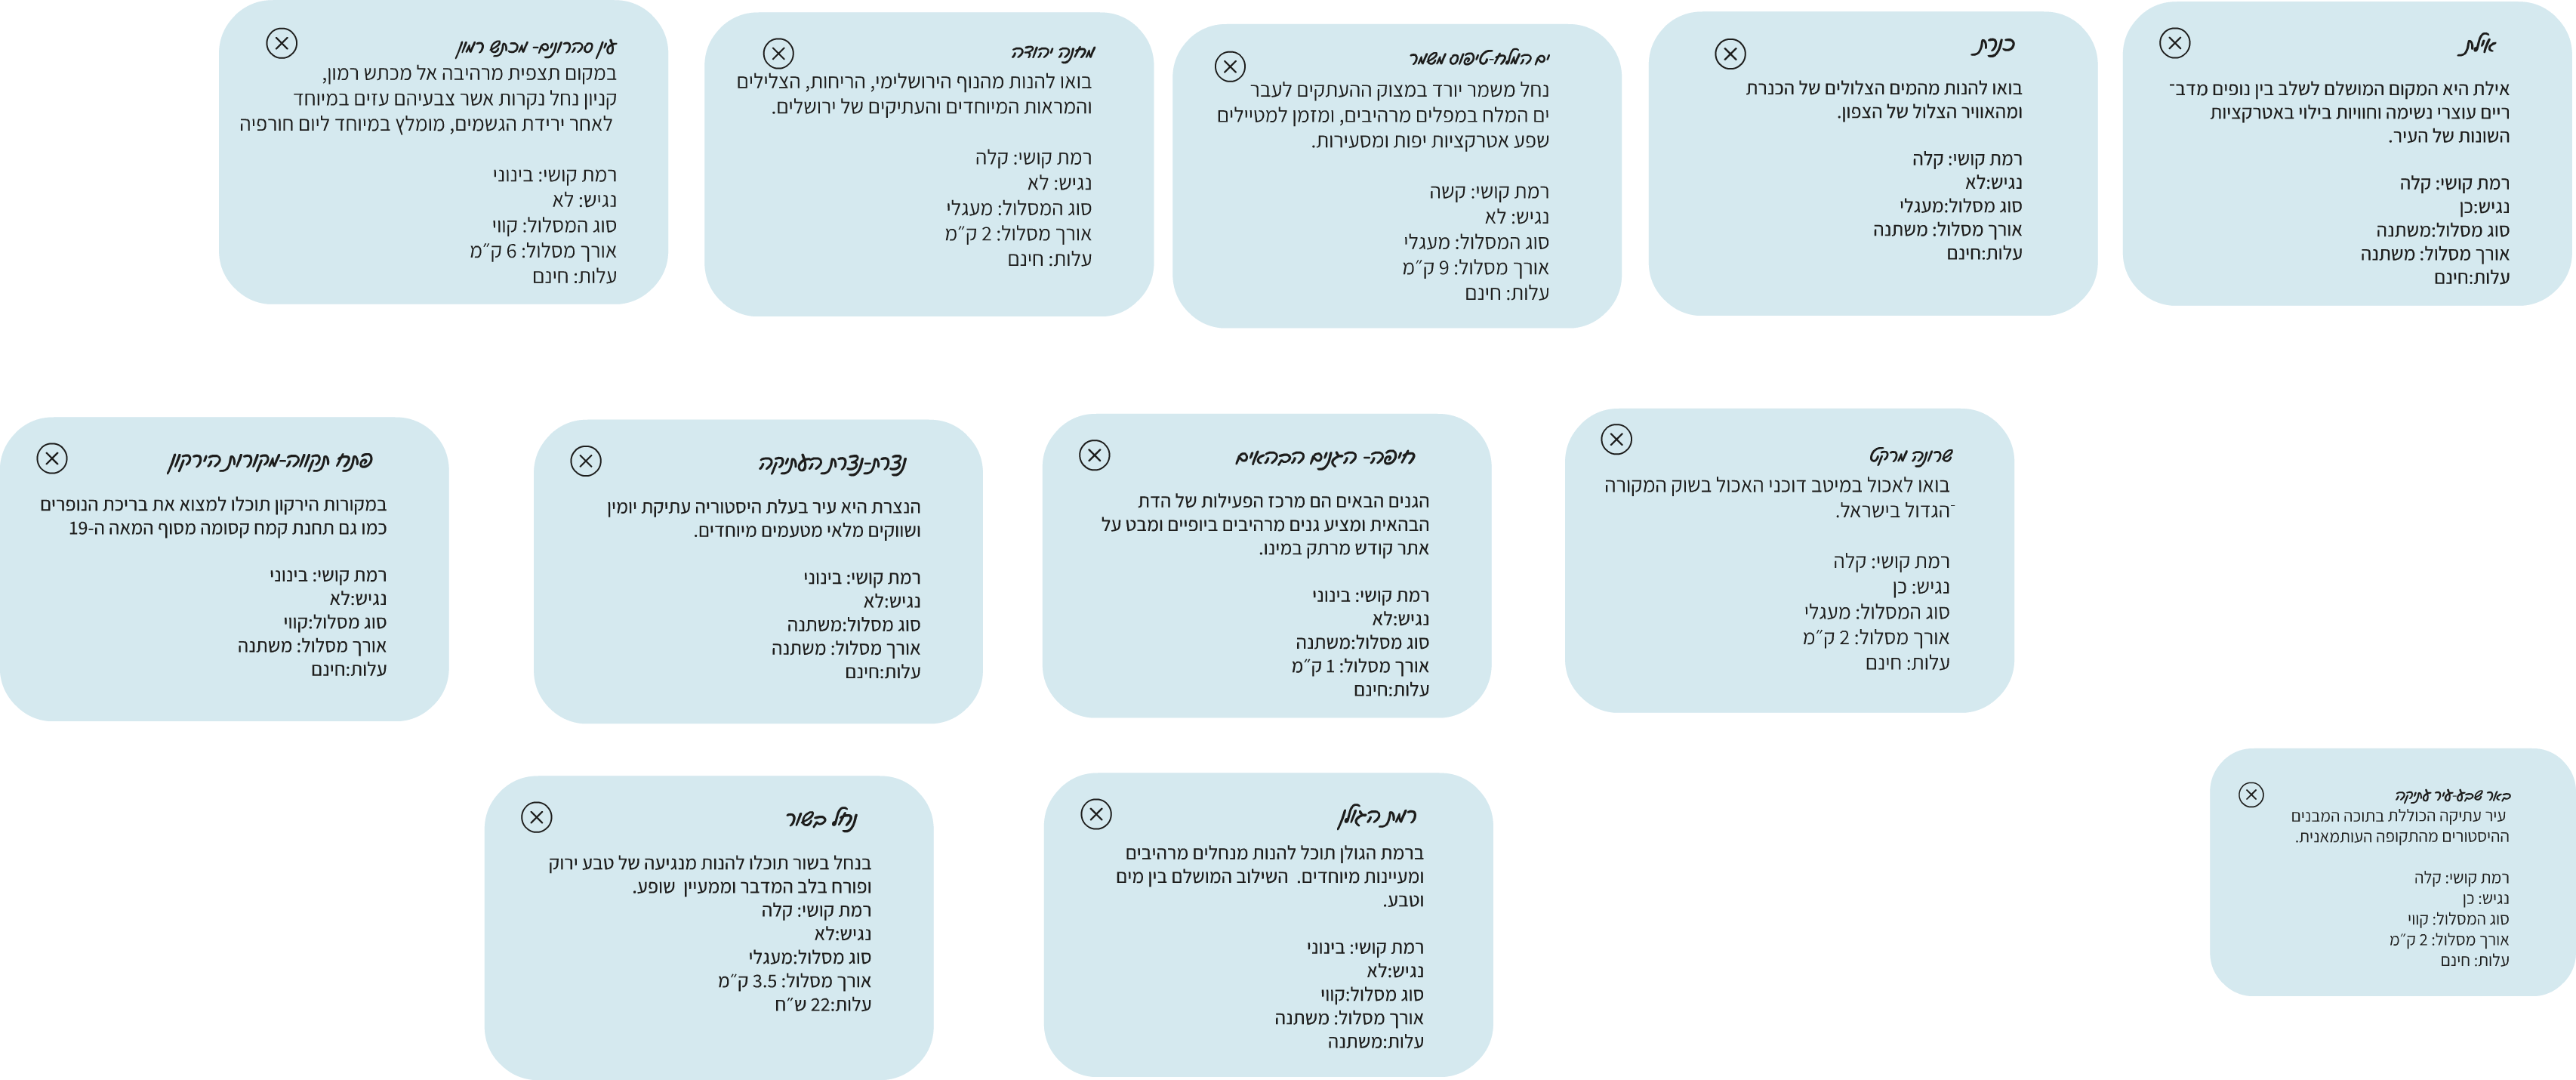 אילת
אילת היא המקום המושלם לשלב בין נופים מדב־
ריים עוצרי נשימה וחוויות בילוי באטרקציות
השונות של העיר.
רמת קושי: קלה
נגיש:כן
סוג מסלול:משתנה
אורך מסלול: משתנה
עלות:חינם
כנרת
בואו להנות מהמים הצלולים של הכנרת
ומהאוויר הצלול של הצפון.
רמת קושי: קלה
נגיש:לא
סוג מסלול:מעגלי
אורך מסלול: משתנה
עלות:חינם
ים המלח-טיפוס משמר
נחל משמר יורד במצוק ההעתקים לעבר
ים המלח במפלים מרהיבים, ומזמן למטיילים
שפע אטרקציות יפות ומסעירות.
רמת קושי: קשה
נגיש: לא
סוג המסלול: מעגלי
אורך מסלול: 9 ק״מ
עלות: חינם
מחנה יהודה
בואו להנות מהנוף הירושלימי, הריחות, הצלילים
והמראות המיוחדים והעתיקים של ירושלים.
רמת קושי: קלה
נגיש: לא
סוג המסלול: מעגלי
אורך מסלול: 2 ק״מ
עלות: חינם
עין סהרונים- מכתש רמון
במקום תצפית מרהיבה אל מכתש רמון,
קניון נחל נקרות אשר צבעיהם עזים במיוחד
לאחר ירידת הגשמים, מומלץ במיוחד ליום חורפיה
רמת קושי: בינוני
נגיש: לא
סוג המסלול: קווי
אורך מסלול: 6 ק״מ
עלות: חינם
שרונה מרקט
בואו לאכול במיטב דוכני האכול בשוק המקורה
־הגדול בישראל.
רמת קושי: קלה
נגיש: כן
סוג המסלול: מעגלי
אורך מסלול: 2 ק״מ
עלות: חינם
חיפה- הגנים הבהאים
הגנים הבאים הם מרכז הפעילות של הדת
הבהאית ומציע גנים מרהיבים ביופיים ומבט על
אתר קודש מרתק במינו.
רמת קושי: בינוני
נגיש:לא
סוג מסלול:משתנה
אורך מסלול: 1 ק״מ
עלות:חינם
נצרת-נצרת העתיקה
הנצרת היא עיר בעלת היסטוריה עתיקת יומין
ושווקים מלאי מטעמים מיוחדים.
רמת קושי: בינוני
נגיש:לא
סוג מסלול:משתנה
אורך מסלול: משתנה
עלות:חינם
פתח תקווה-מקורות הירקון
במקורות הירקון תוכלו למצוא את בריכת הנופרים
כמו גם תחנת קמח קסומה מסוף המאה ה-19
רמת קושי: בינוני
נגיש:לא
סוג מסלול:קווי
אורך מסלול: משתנה
עלות:חינם
באר שבע-עיר עתיקה
עיר עתיקה הכוללת בתוכה המבנים
ההיסטורים מהתקופה העותמאנית.
רמת קושי: קלה
נגיש: כן
סוג המסלול: קווי
אורך מסלול: 2 ק״מ
עלות: חינם
רמת הגולן
ברמת הגולן תוכל להנות מנחלים מרהיבים
ומעיינות מיוחדים. השילוב המושלם בין מים
וטבע.
רמת קושי: בינוני
נגיש:לא
סוג מסלול:קווי
אורך מסלול: משתנה
עלות:משתנה
נחל בשור
בנחל בשור תוכלו להנות מנגיעה של טבע ירוק
ופורח בלב המדבר וממעיין שופע.
רמת קושי: קלה
נגיש:לא
סוג מסלול:מעגלי
אורך מסלול: 3.5 ק״מ
עלות:22 ש״ח